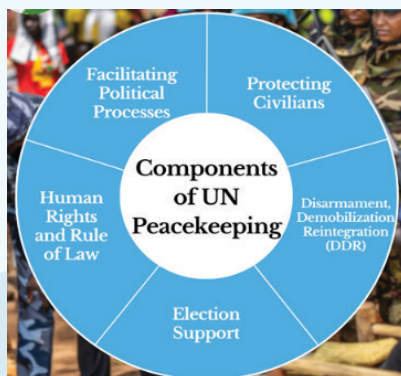 Components
of UN
Peacekeeping
Facilitating
Political
Processes
Protecting
Civilians
Disarmament,
Demobilization
Reintegration
(DDR)
Election
Support
Human
Rights
and Rule
of Law